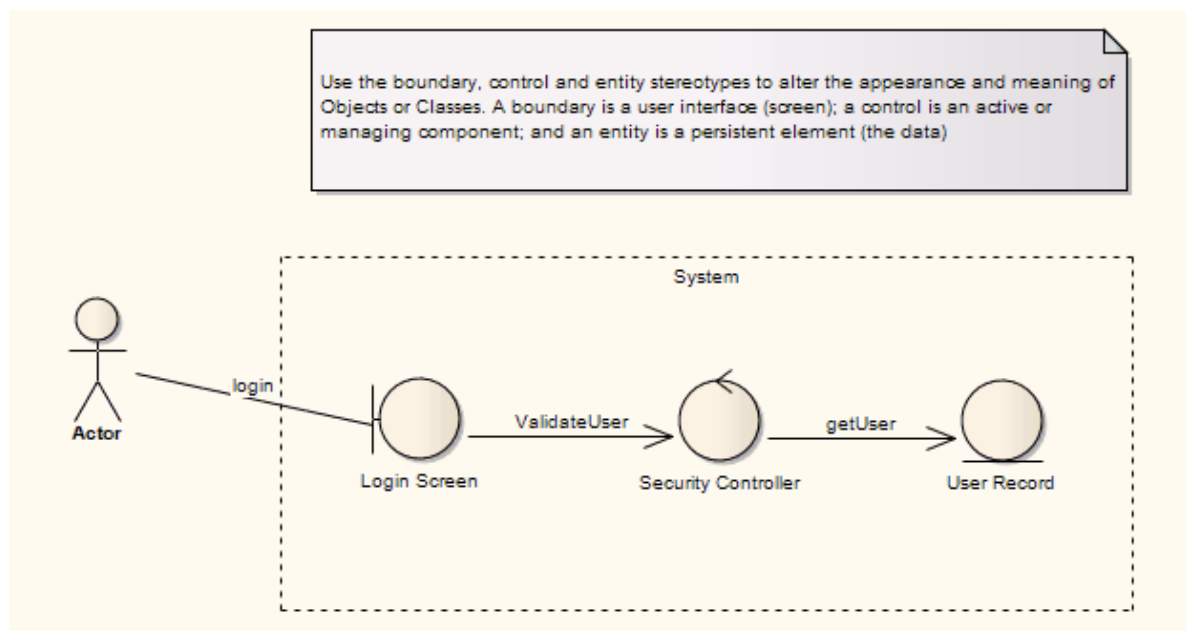 Use the boundary, control and entity stereotypes to alter the appearance and meaning of
Objects or Classes. A boundary is a user interface (screen); a control is an active or
managing component; and an entity is a persistent element (the data)
System
login
ValidateUser
getUser
Actor
Login Screen
Security Controller
User Record